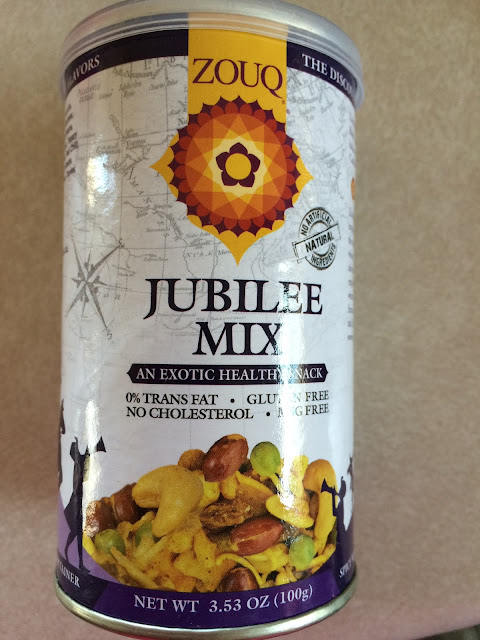 THE DISCO
ZOUQ
NO ARTIFICIAL
NATURAL
INGREDIENTS
JUBILEE
MIX
AN EXOTIC HEALTHY SNACK
0% TRANS FAT • GLUTEN FREE
NO CHOLESTEROL • MSG FREE
NET WT 3.53 OZ (100g)